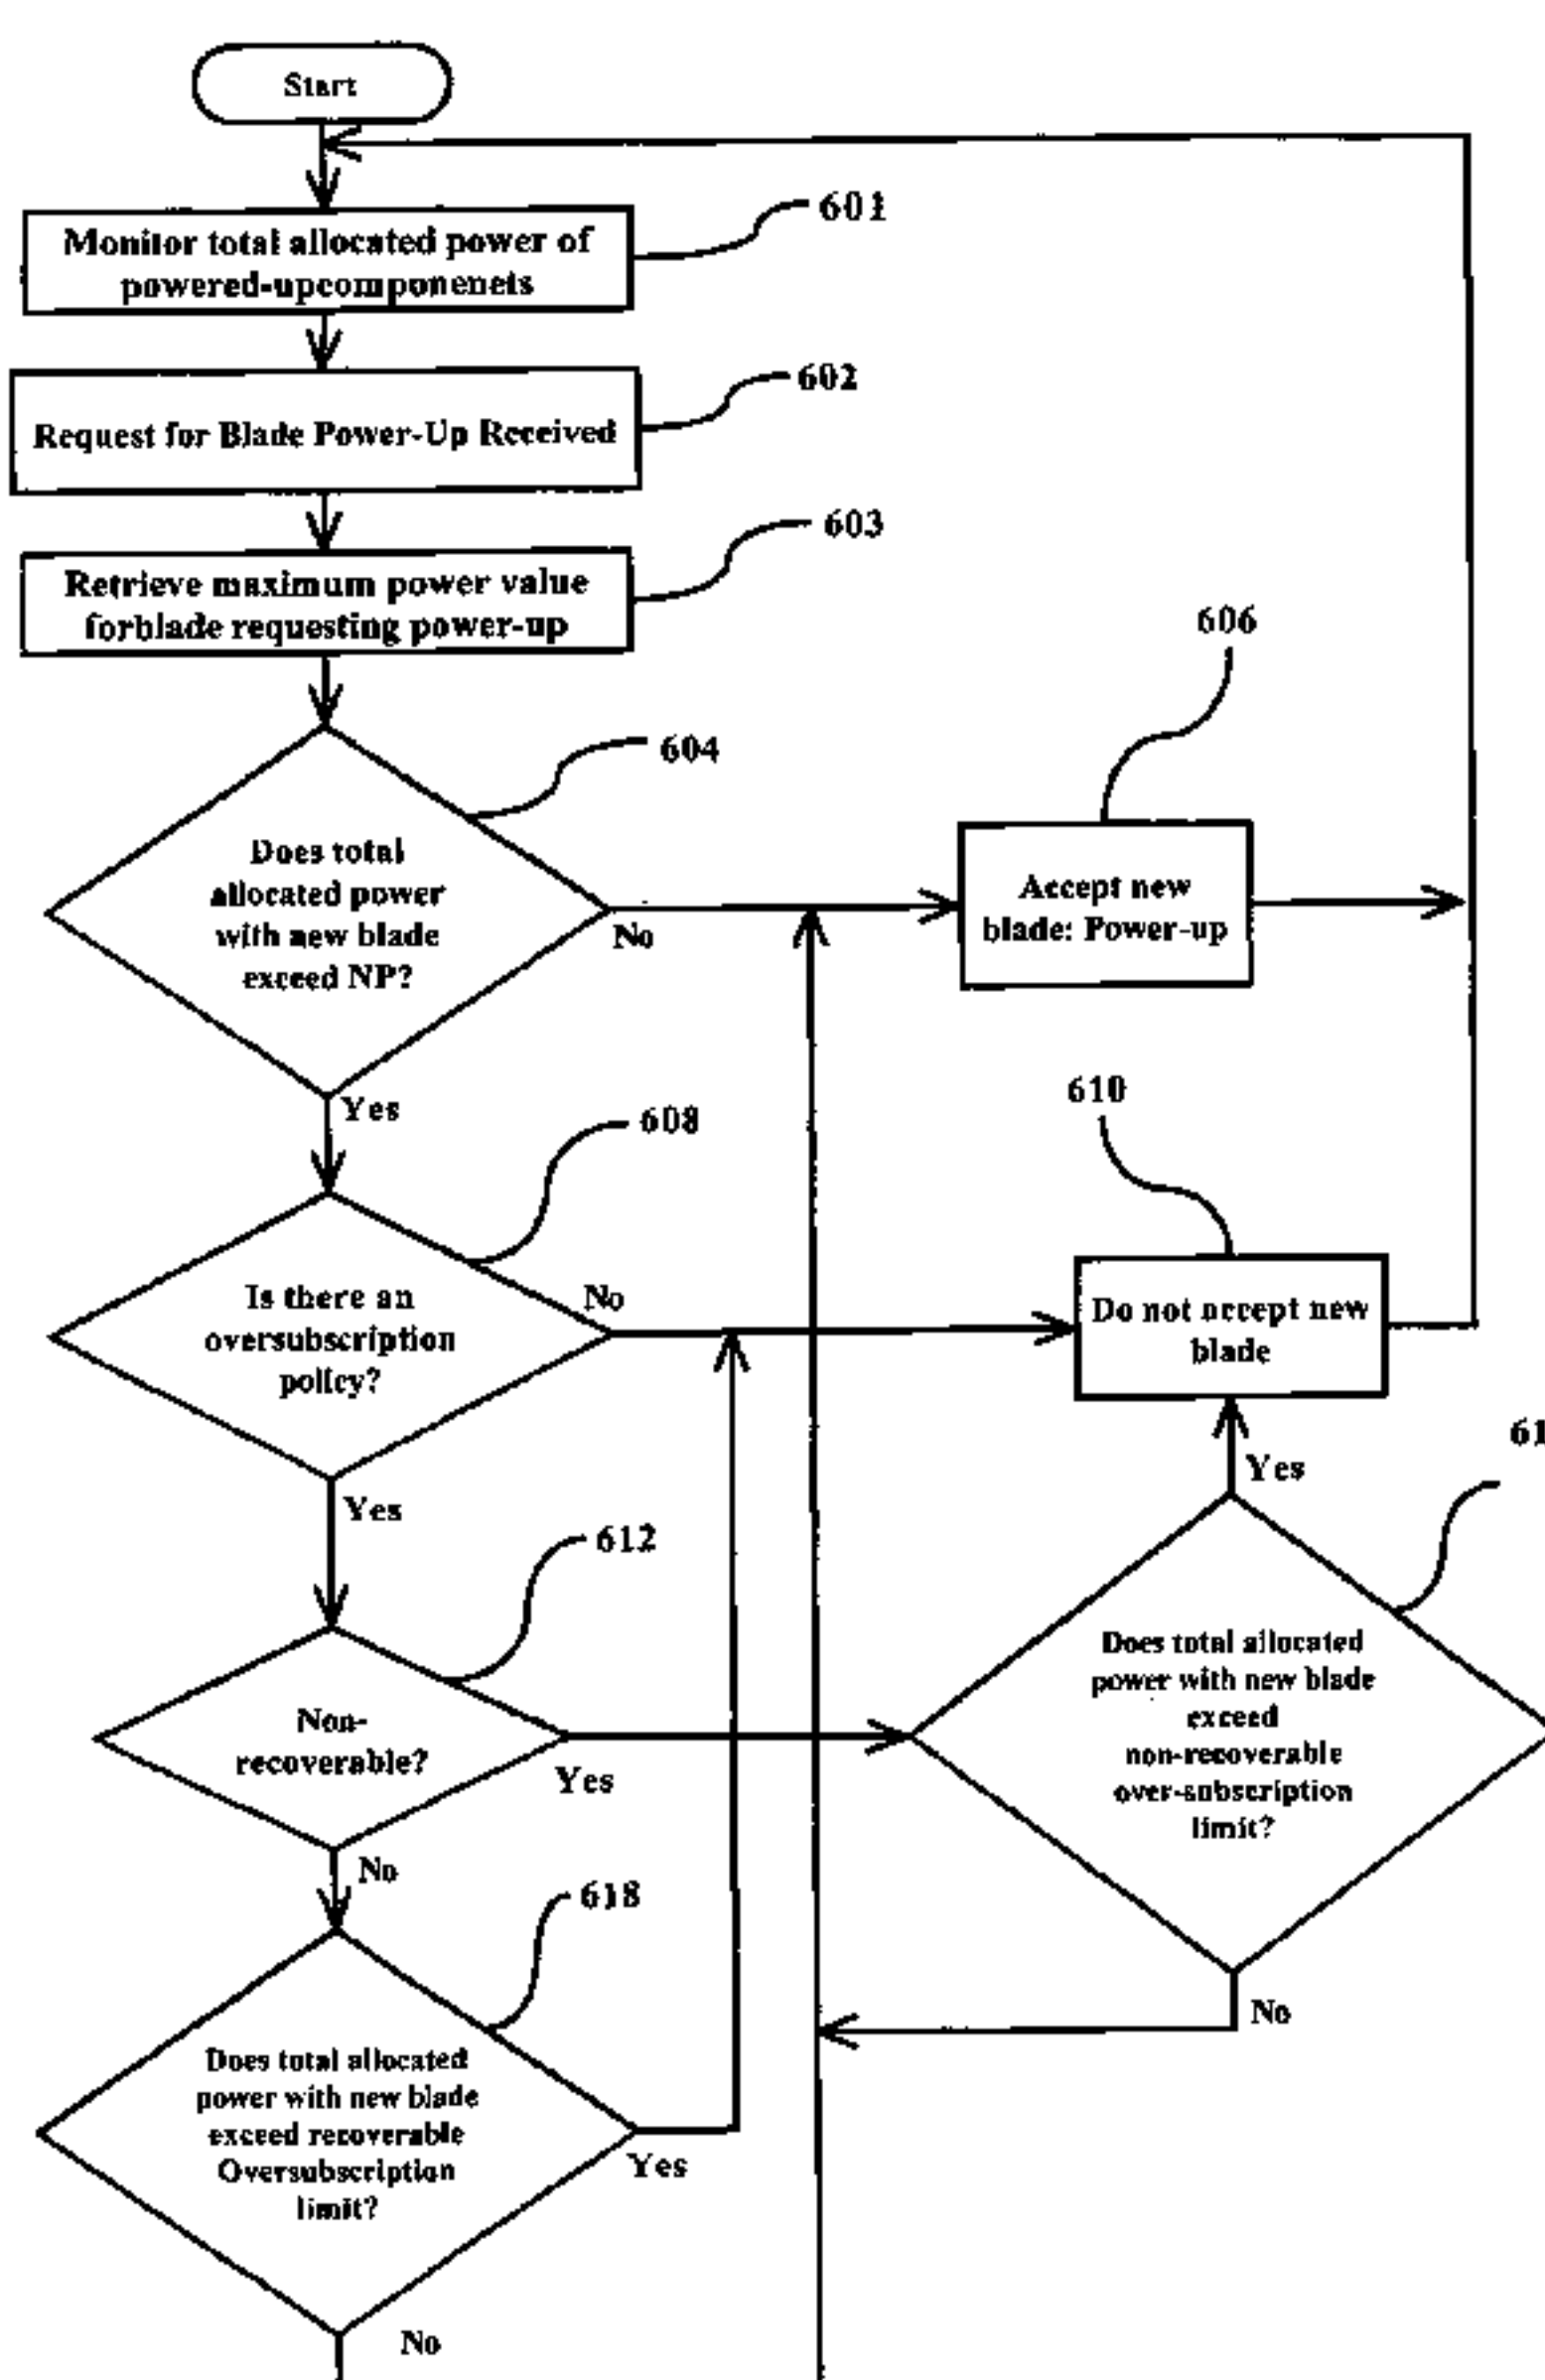 Start
601
Monitor total allocated power of
powered-upcomponenets
602
Request for Blade Power-Up Received
603
Retrieve maximum power value
forblade requesting power-up
606
604
Does total
allocated power
with new blade
exceed NP?
No
Accept new
blade: Power-up
Yes
610
608
Is there an
oversubscription
policy?
No
Do not accept new
blade
Yes
61
Yes
612
Non-
recoverable?
Yes
Does total allocated
power with new blade
exceed
non-recoverable
over-subscription
limit?
No
618
No
Does total allocated
power with new blade
exceed recoverable
Oversubscription
limit?
Yes
No